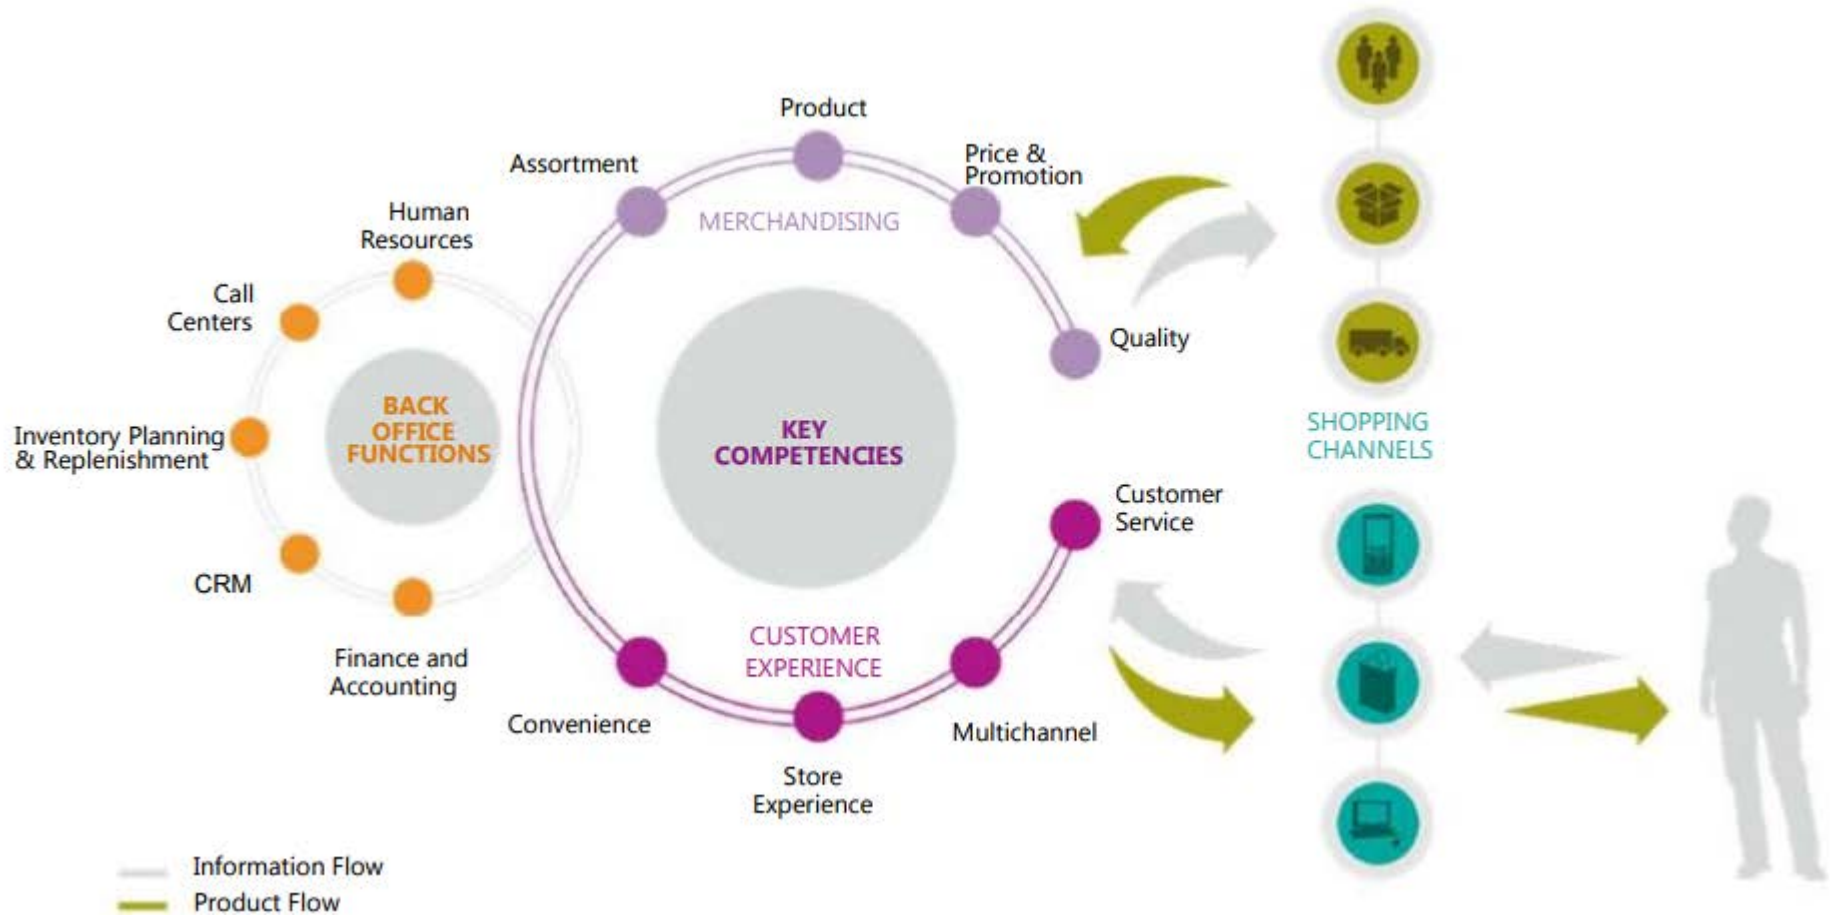 Product
Assortment
Price &
Promotion
MERCHANDISING
Human
Resources
Call
Centers
Quality
BACK
OFFICE
FUNCTIONS
KEY
COMPETENCIES
SHOPPING
CHANNELS
Inventory Planning
& Replenishment
Customer
Service
CRM
CUSTOMER
EXPERIENCE
Finance and
Accounting
Convenience
Multichannel
Store
Experience
Information Flow
Product Flow